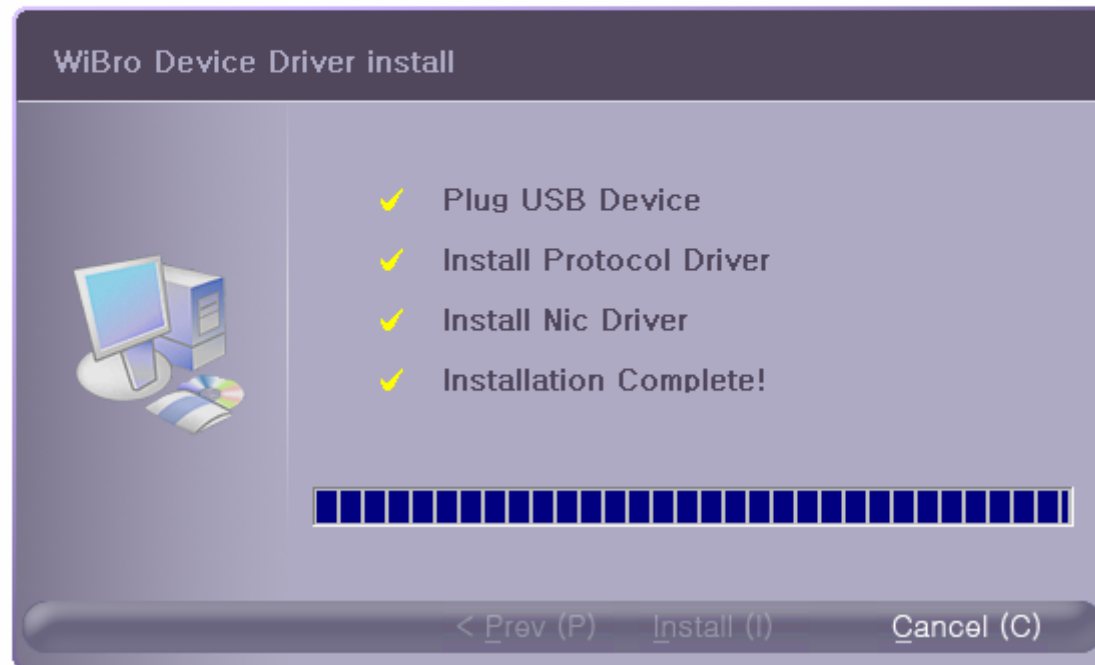 WiBro Device Driver install
Plug USB Device
Install Protocol Driver
Install Nic Driver
Installation Complete!
< Prev (P) Install (I) Cancel (C)